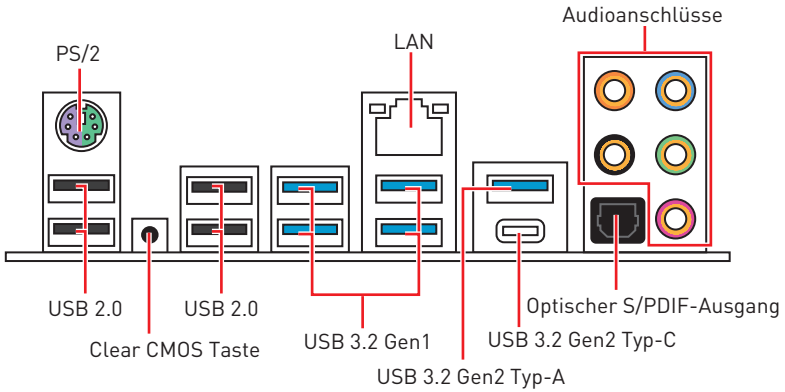 Audioanschlüsse
LAN
PS/2
USB 2.0
USB 2.0
Optischer S/PDIF-Ausgang
USB 3.2 Gen1
USB 3.2 Gen2 Typ-C
Clear CMOS Taste
USB 3.2 Gen2 Typ-A